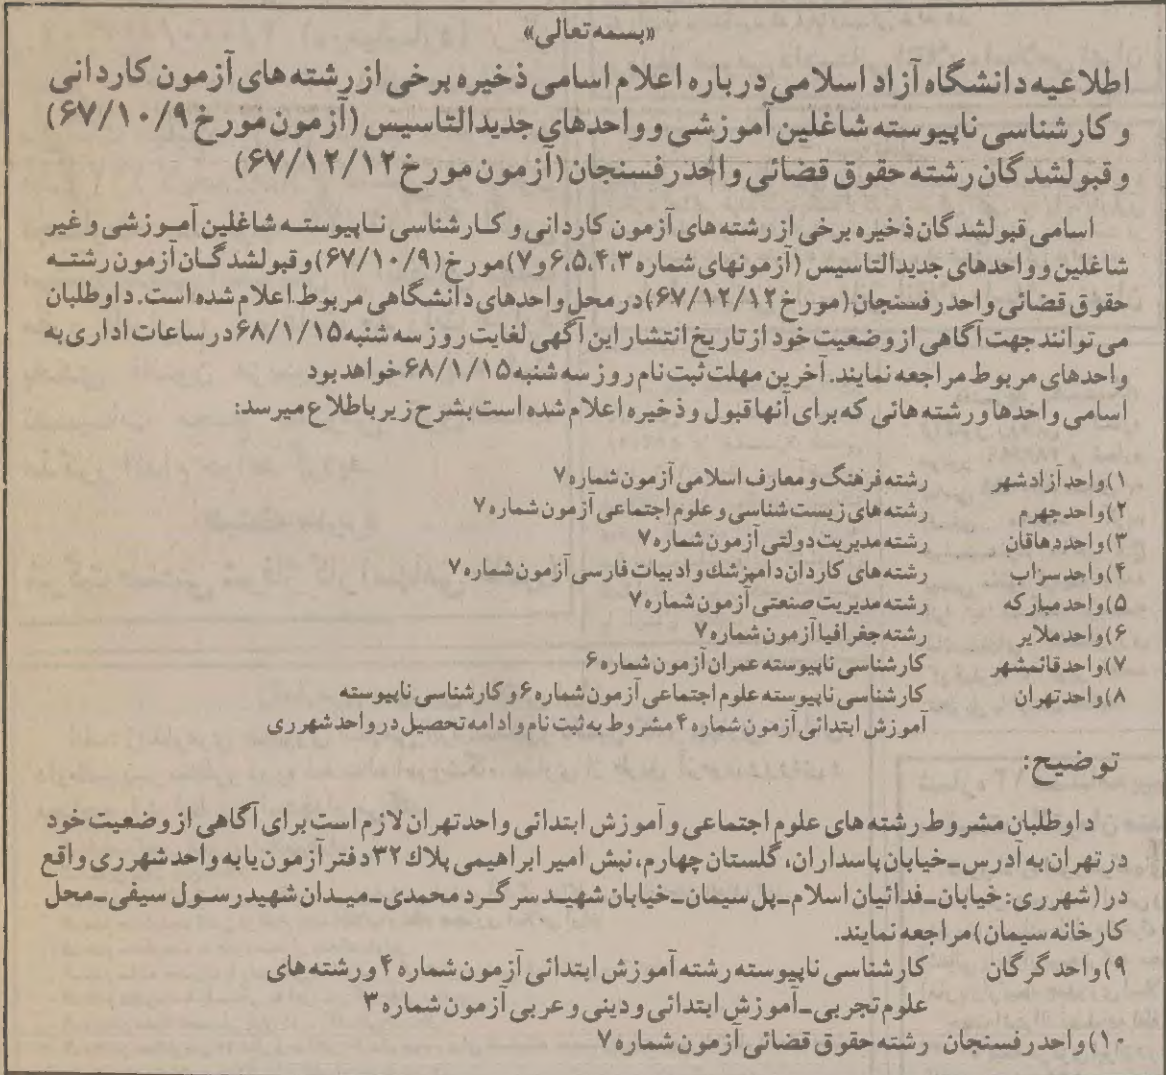 «بسمه تعالی»
اطلاعیه دانشگاه آزاد اسلامی درباره اعلام اسامی ذخیره برخی از رشته های آزمون کاردانی
و کارشناسی ناپیوسته شاغلین آموزشی و واحدهای جدیدالتاسیس (آزمون مورخ ۶۷/۱۰/۹)
و قبولشدگان رشته حقوق قضائی واحد رفسنجان (آزمون مورخ ۶۷/۱۲/۱۲)
اسامی قبولشدگان ذخیره برخی از رشته های آزمون کاردانی و کارشناسی ناپیوسته شاغلین آموزشی و غیر
شاغلین و واحدهای جدیدالتاسیس (آزمونهای شماره ۶،۵،۴،۳ و ۷) مورخ (۶۷/۱۰/۹) و قبولشدگان آزمون رشته
حقوق قضائی واحد رفسنجان (مورخ ۶۷/۱۲/۱۲) در محل واحدهای دانشگاهی مربوط اعلام شده است. داوطلبان
می توانند جهت آگاهی از وضعیت خود از تاریخ انتشار این آگهی لغایت روز سه شنبه ۶۸/۱/۱۵ در ساعات اداری به
واحدهای مربوط مراجعه نمایند. آخرین مهلت ثبت نام روز سه شنبه ۶۸/۱/۱۵ خواهد بود
اسامی واحدها و رشته هائی که برای آنها قبول و ذخیره اعلام شده است بشرح زیر باطلاع میرسد:
۱) واحد آزادشهر رشته فرهنگ و معارف اسلامی آزمون شماره ۷
۲) واحد جهرم رشته های زیست شناسی و علوم اجتماعی آزمون شماره ۷
۳) واحد دهاقان رشته مدیریت دولتی آزمون شماره ۷
۴) واحد سراب رشته های کاردان دامپزشك و ادبیات فارسی آزمون شماره ۷
۵) واحد مبارکه رشته مدیریت صنعتی آزمون شماره ۷
۶) واحد ملایر رشته جغرافیا آزمون شماره ۷
۷) واحد قائمشهر کارشناسی ناپیوسته عمران آزمون شماره ۶
۸) واحد تهران کارشناسی ناپیوسته علوم اجتماعی آزمون شماره ۶ و کارشناسی ناپیوسته
آموزش ابتدائی آزمون شماره ۴ مشروط به ثبت نام و ادامه تحصیل در واحد شهر ری
توضیح:
داوطلبان مشروط رشته های علوم اجتماعی و آموزش ابتدائی واحد تهران لازم است برای آگاهی از وضعیت خود
در تهران به آدرس ـ خیابان پاسداران، گلستان چهارم، نبش امیر ابراهیمی پلاك ۳۲ دفتر آزمون یا به واحد شهر ری واقع
در (شهر ری: خیابان ـ فدائیان اسلام ـ پل سیمان ـ خیابان شهید سرگرد محمدی ـ میدان شهید رسول سیفی ـ محل
کارخانه سیمان) مراجعه نمایند.
۹) واحد گرگان کارشناسی ناپیوسته رشته آموزش ابتدائی آزمون شماره ۴ و رشته های
علوم تجربی ـ آموزش ابتدائی و دینی و عربی آزمون شماره ۳
۱۰) واحد رفسنجان رشته حقوق قضائی آزمون شماره ۷